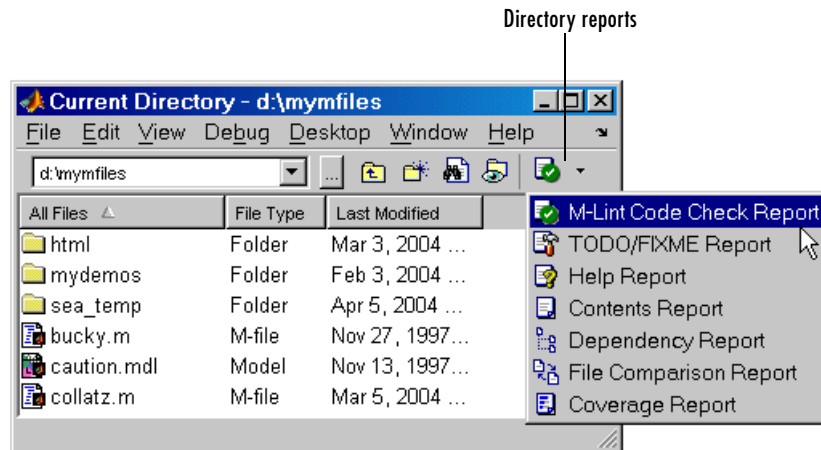 Directory reports
Current Directory - d:\mymfiles
File Edit View Debug Desktop Window Help
d:\mymfiles ...
All Files File Type Last Modified
html Folder Mar 3, 2004 ...
mydemos Folder Feb 3, 2004 ...
sea_temp Folder Apr 5, 2004 ...
bucky.m M-file Nov 27, 1997...
caution.mdl Model Nov 13, 1997...
collatz.m M-file Mar 5, 2004 ...
M-Lint Code Check Report
TODO/FIXME Report
Help Report
Contents Report
Dependency Report
File Comparison Report
Coverage Report